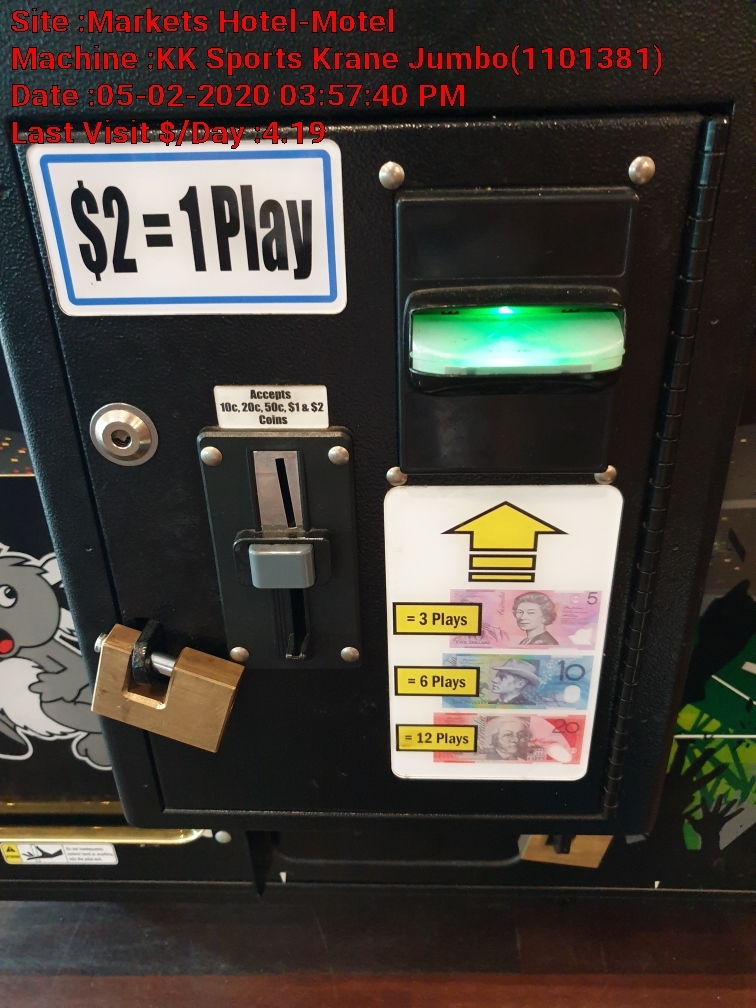 Site :Markets Hotel-Motel
Machine :KK Sports Krane Jumbo(1101381)
Date :05-02-2020 03:57:40 PM
Last Visit $/Day :4.19
$2 = 1 Play
Accepts
10c, 20c, 50c, $1 & $2
Coins
5
= 3 Plays
10
= 6 Plays
20
= 12 Plays